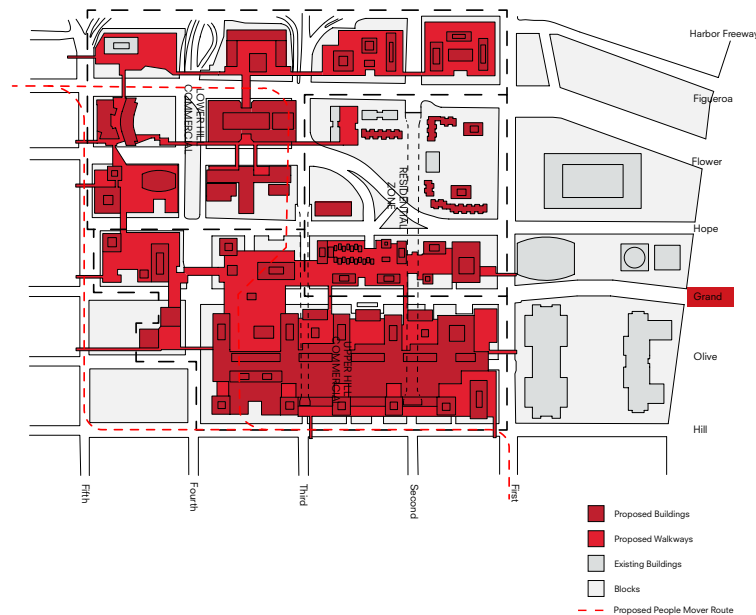 Harbor Freeway
Figueroa
Flower
Hope
Grand
Olive
Hill
LOWER HILL
COMMERCIAL
RESIDENTIAL
ZONE
UPPER HILL
COMMERCIAL
Fifth
Fourth
Third
Second
First
Proposed Buildings
Proposed Walkways
Existing Buildings
Blocks
Proposed People Mover Route